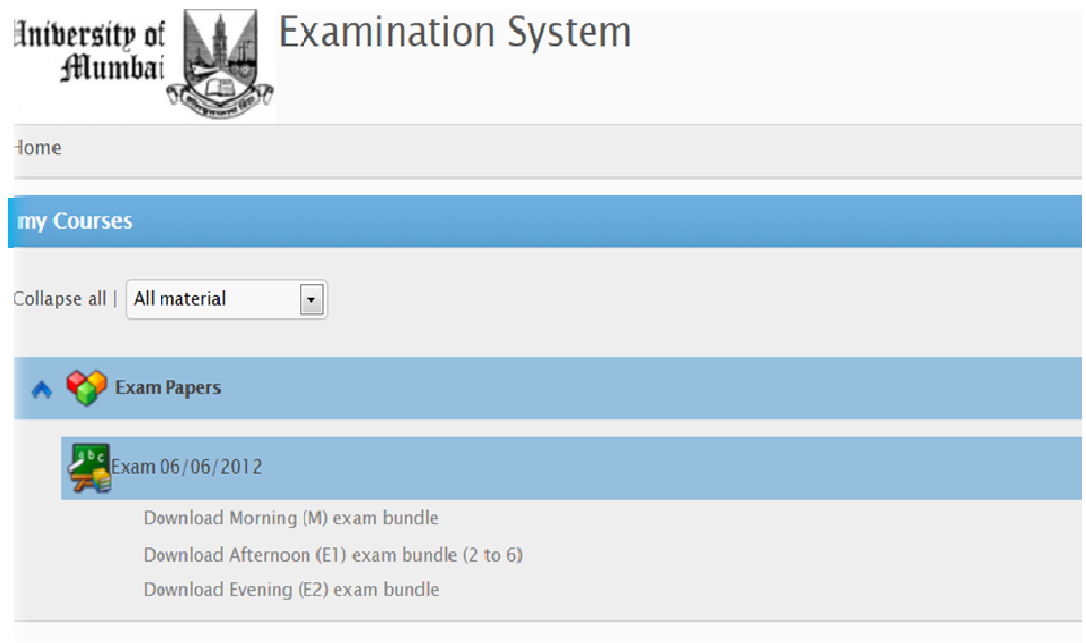 University of
Mumbai
Examination System
Home
my Courses
Collapse all | All material
Exam Papers
abc
Exam 06/06/2012
Download Morning (M) exam bundle
Download Afternoon (E1) exam bundle (2 to 6)
Download Evening (E2) exam bundle